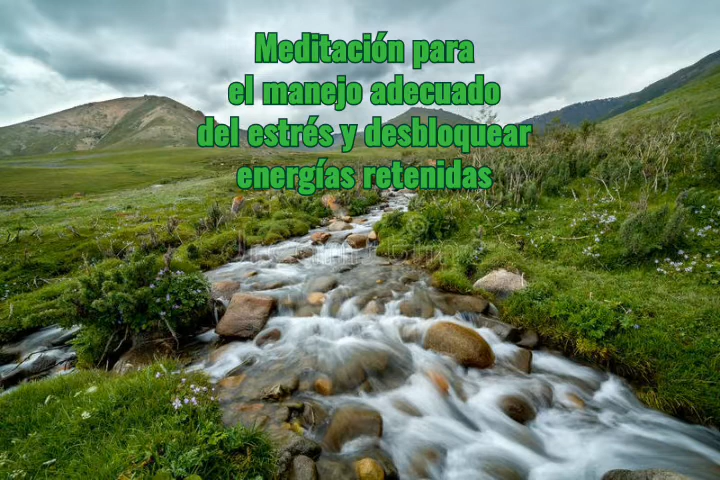 Meditación para
el manejo adecuado
del estrés y desbloquear
energías retenidas